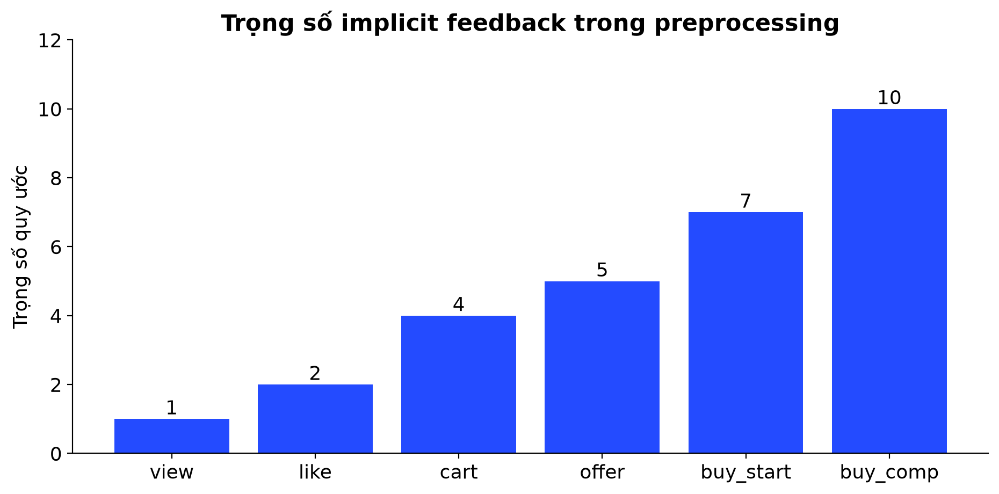 Trọng số implicit feedback trong preprocessing
Trọng số quy ước
12
10
8
6
4
2
0
1
2
4
5
7
10
view
like
cart
offer
buy_start
buy_comp